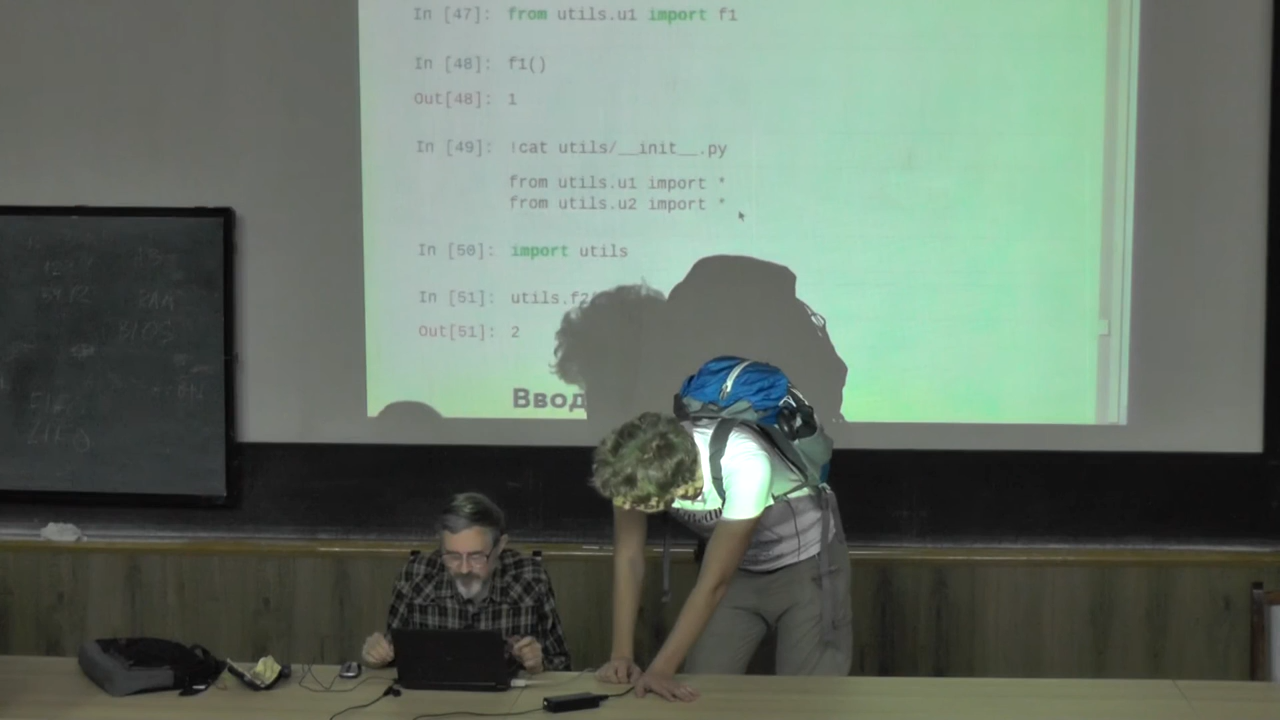 In [47]: from utils.u1 import f1
In [48]: f1()
Out[48]: 1
In [49]: !cat utils/__init__.py
from utils.u1 import *
from utils.u2 import *
In [50]: import utils
In [51]: utils.f2
Out[51]: 2
Ввод